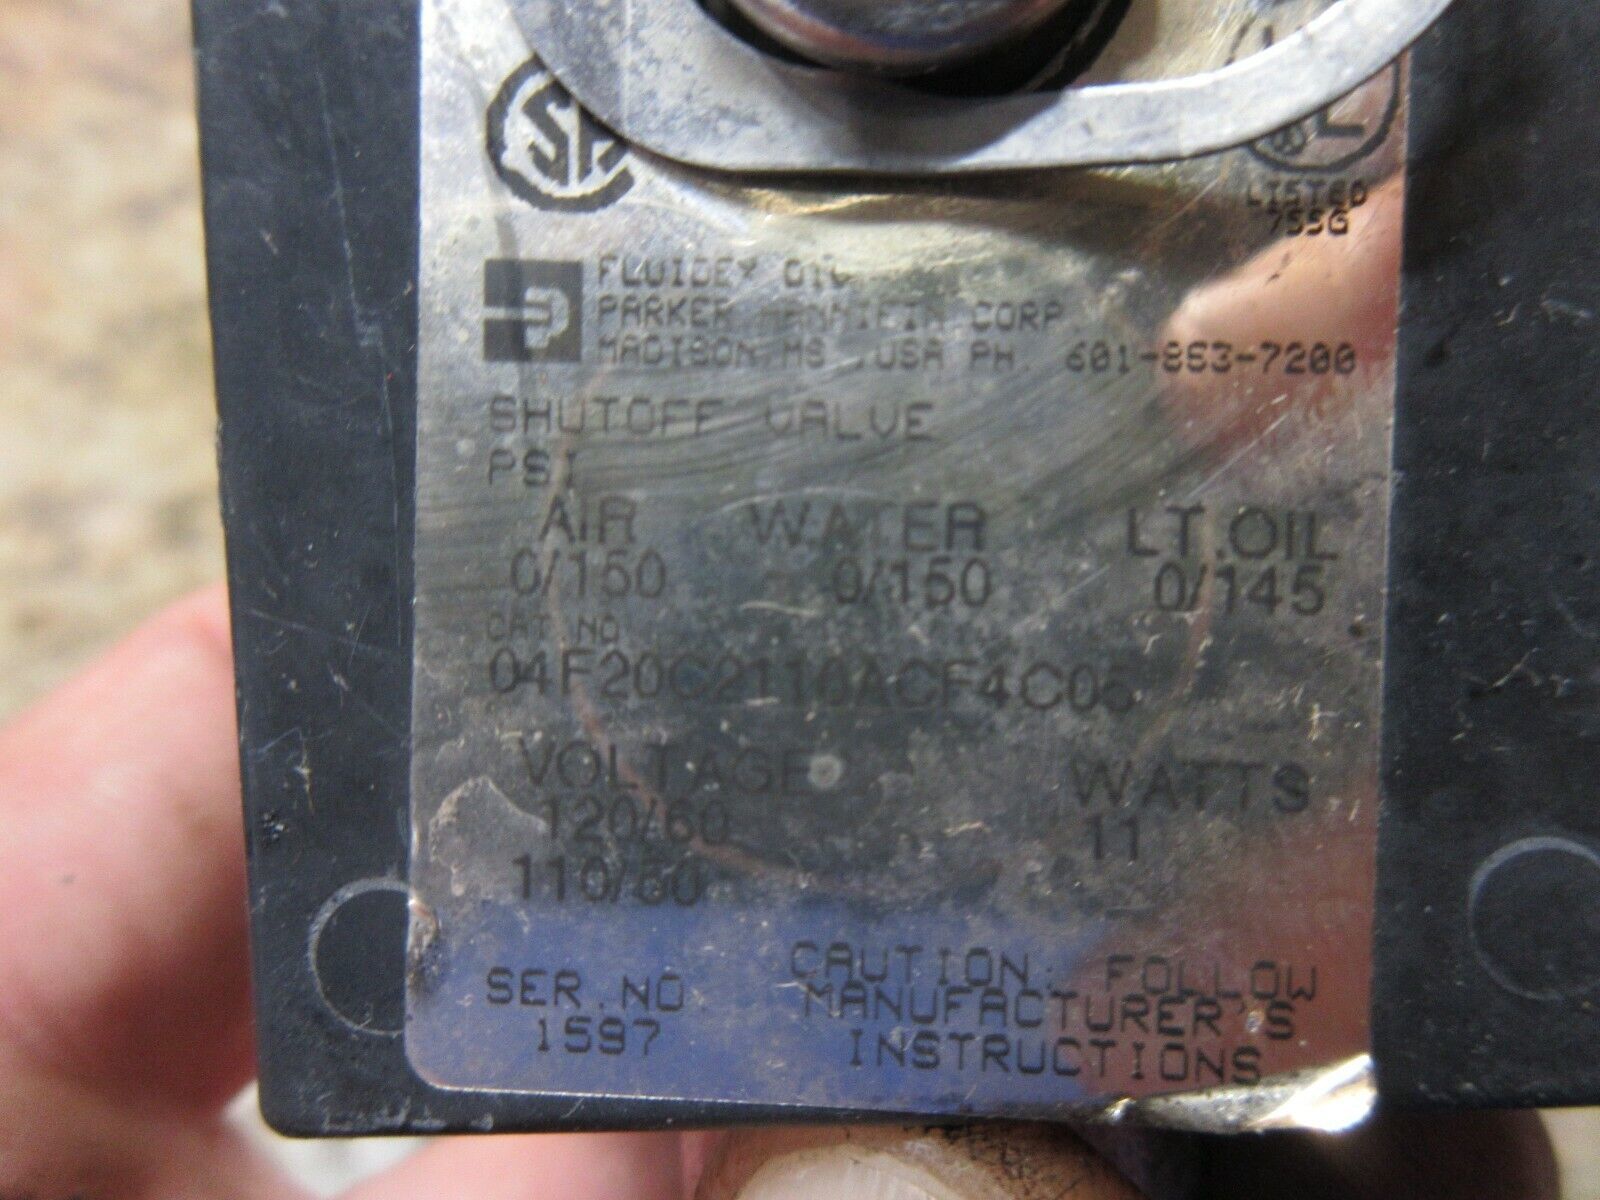 LISTED
755G
FLUIDEX DIV
PARKER HANNIFIN CORP.
MADISON MS. USA PH. 601-853-7200
SHUTOFF VALVE
PSI
AIR WATER LT.OIL
0/150 0/150 0/145
CAT.NO
04F20C2110ACF4C05
VOLTAGE WATTS
120/60 11
110/50
SER.NO. CAUTION: FOLLOW
1597 MANUFACTURER'S
INSTRUCTIONS